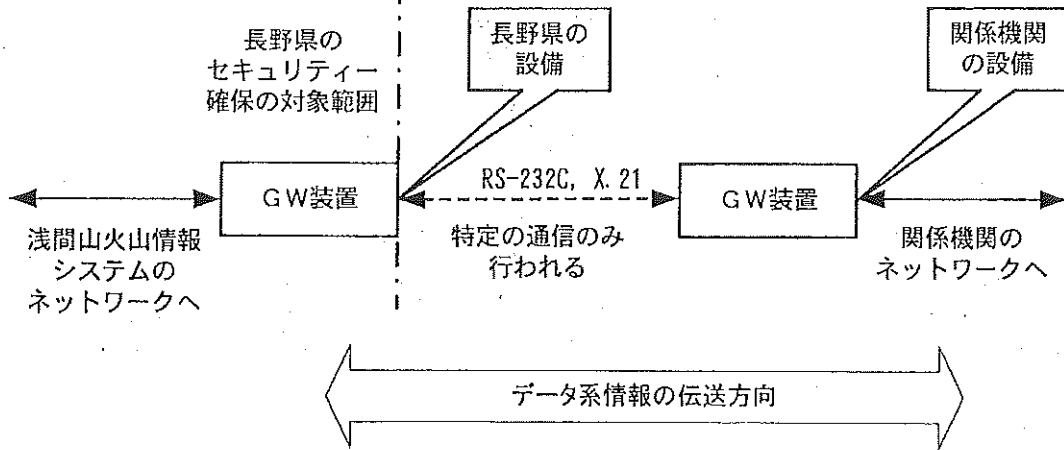 長野県の
セキュリティー
確保の対象範囲
長野県の
設備
関係機関
の設備
GW装置
RS-232C, X.21
GW装置
浅間山火山情報
システムの
ネットワークへ
特定の通信のみ
行われる
関係機関の
ネットワークへ
データ系情報の伝送方向